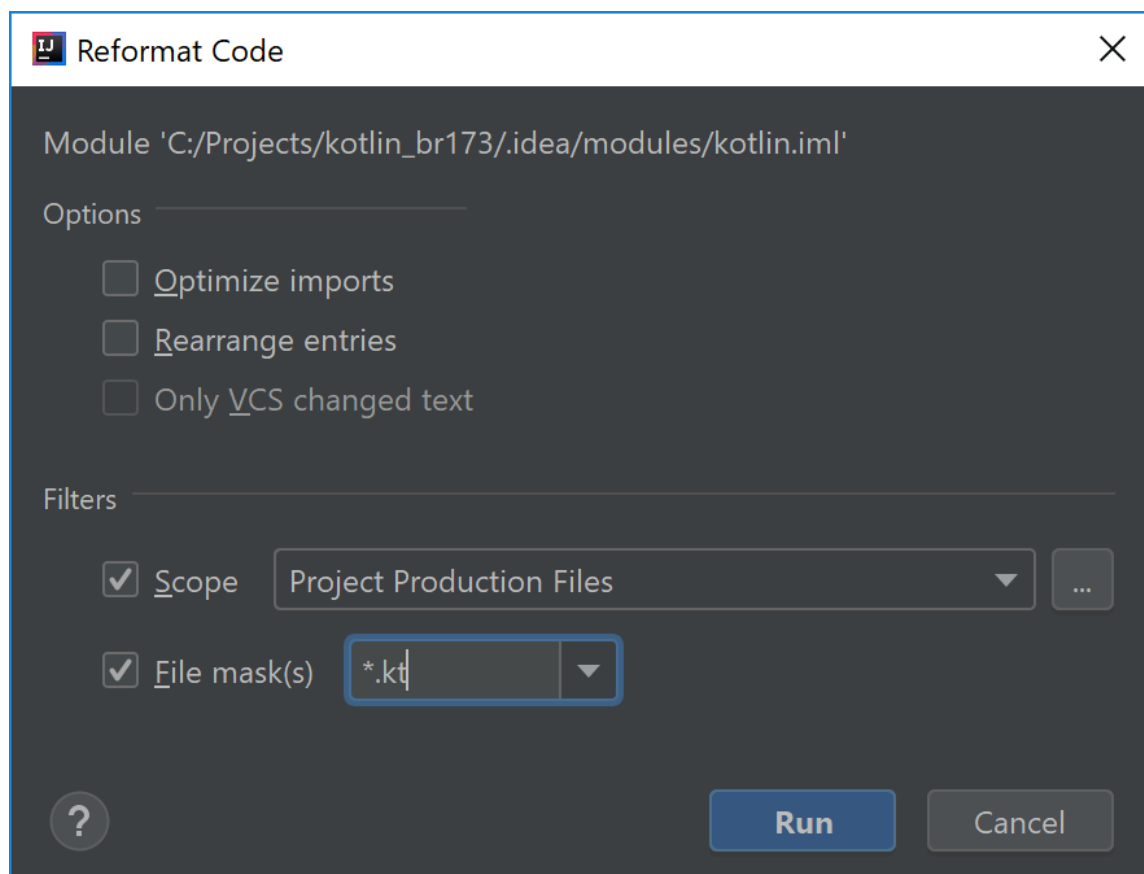 IJ Reformat Code
Module 'C:/Projects/kotlin_br173/.idea/modules/kotlin.iml'
Options
Optimize imports
Rearrange entries
Only VCS changed text
Filters
Scope Project Production Files ...
File mask(s) *.kt
? Run Cancel